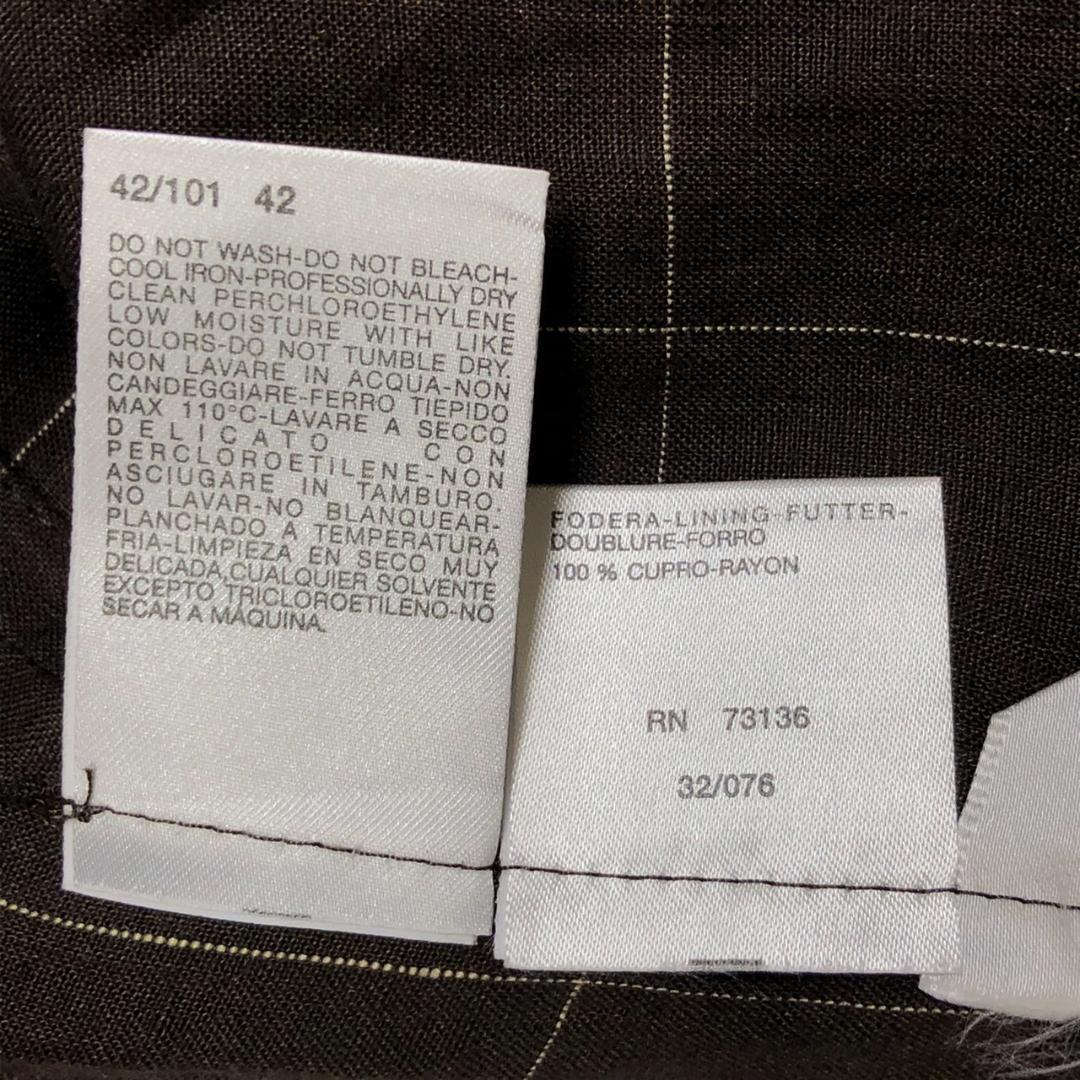 42/101 42
DO NOT WASH-DO NOT BLEACH-
COOL IRON-PROFESSIONALLY DRY
CLEAN PERCHLOROETHYLENE
LOW MOISTURE WITH LIKE
COLORS-DO NOT TUMBLE DRY.
NON LAVARE IN ACQUA-NON
CANDEGGIARE-FERRO TIEPIDO
MAX 110°C-LAVARE A SECCO
DELICATO CON
PERCLOROETILENE-NON
ASCIUGARE IN TAMBURO.
NO LAVAR-NO BLANQUEAR-
PLANCHADO A TEMPERATURA
FRIA-LIMPIEZA EN SECO MUY
DELICADA,CUALQUIER SOLVENTE
EXCEPTO TRICLOROETILENO-NO
SECAR A MÁQUINA.
FODERA-LINING-FUTTER-
DOUBLURE-FORRO
100 % CUPRO-RAYON
RN 73136
32/076